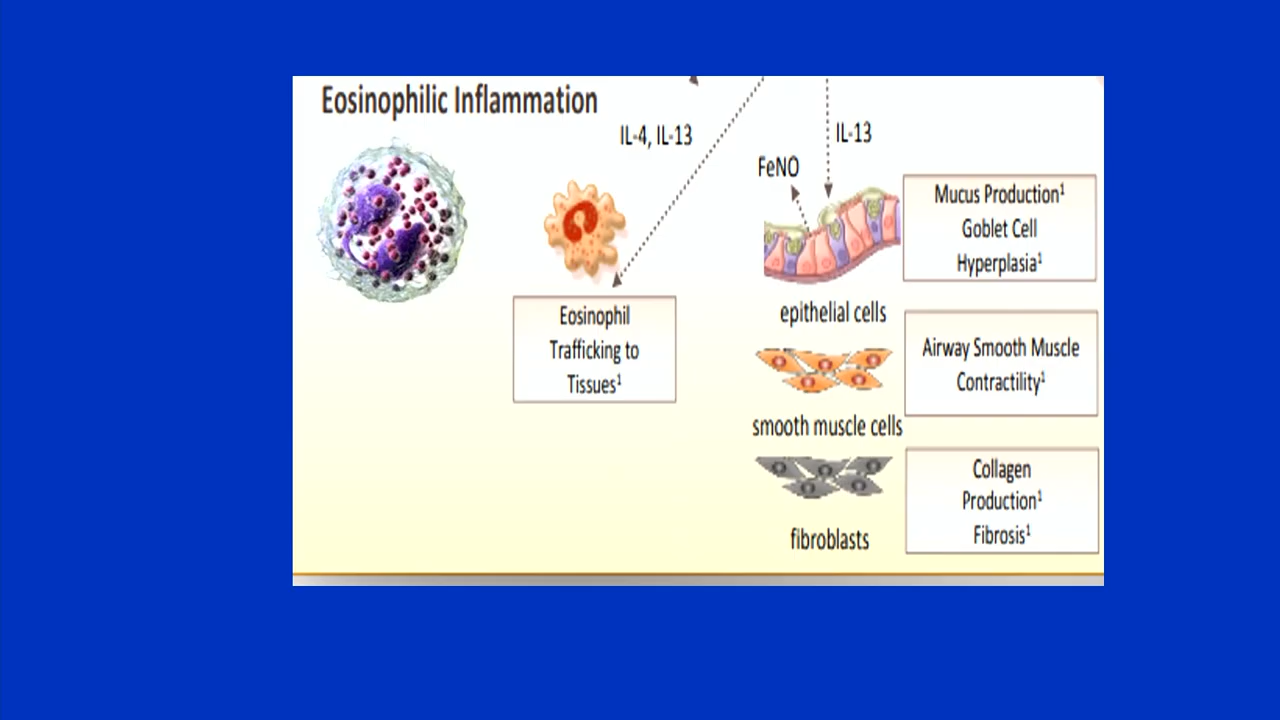 Eosinophilic Inflammation
IL-4, IL-13
IL-13
FeNO
Mucus Production¹
Goblet Cell
Hyperplasia¹
epithelial cells
Eosinophil
Trafficking to
Tissues¹
Airway Smooth Muscle
Contractility¹
smooth muscle cells
Collagen
Production¹
Fibrosis¹
fibroblasts